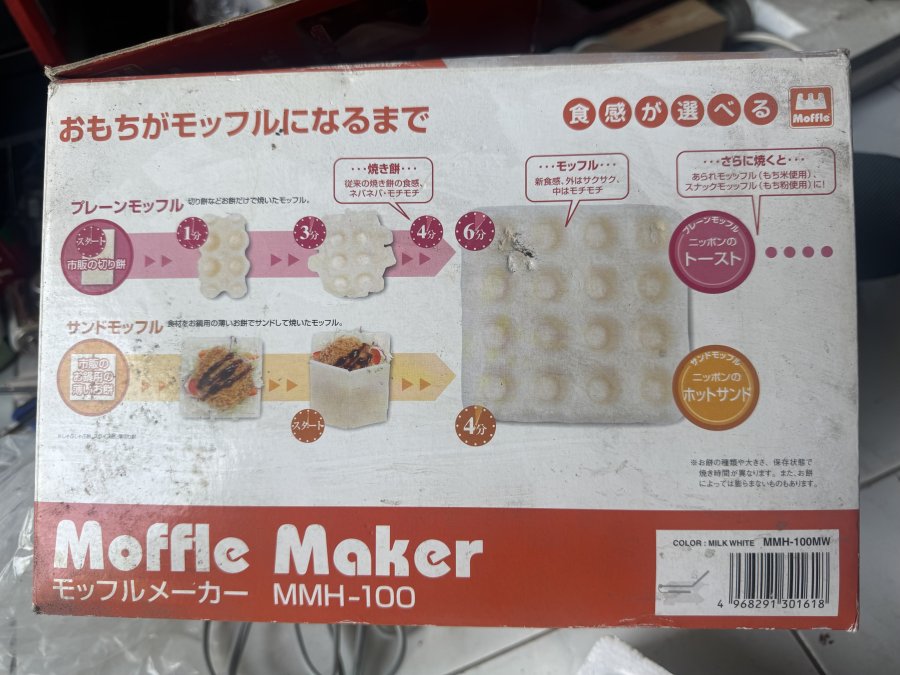 おもちがモッフルになるまで
食感が選べる
Moffle
・・・焼き餅・・・
従来の焼き餅の食感、
ネバネバ・モチモチ
・・・モッフル・・・
新食感、外はサクサク、
中はモチモチ
・・・さらに焼くと・・・
あられモッフル(もち米使用)、
スナックモッフル(もち粉使用)に!
プレーンモッフル 切り餅などお餅だけで焼いたモッフル。
スタート
市販の切り餅
1分
3分
4分
6分
プレーンモッフル
ニッポンの
トースト
サンドモッフル 食材をお鍋用の薄いお餅でサンドして焼いたモッフル。
市販の
お鍋用の
薄いお餅
スタート
4分
サンドモッフル
ニッポンの
ホットサンド
※お餅の種類や大きさ、保存状態で
焼き時間が異なります。また、お餅
によっては膨らまないものもあります。
Moffle Maker
モッフルメーカー MMH-100
COLOR : MILK WHITE MMH-100MW
4 968291 301618